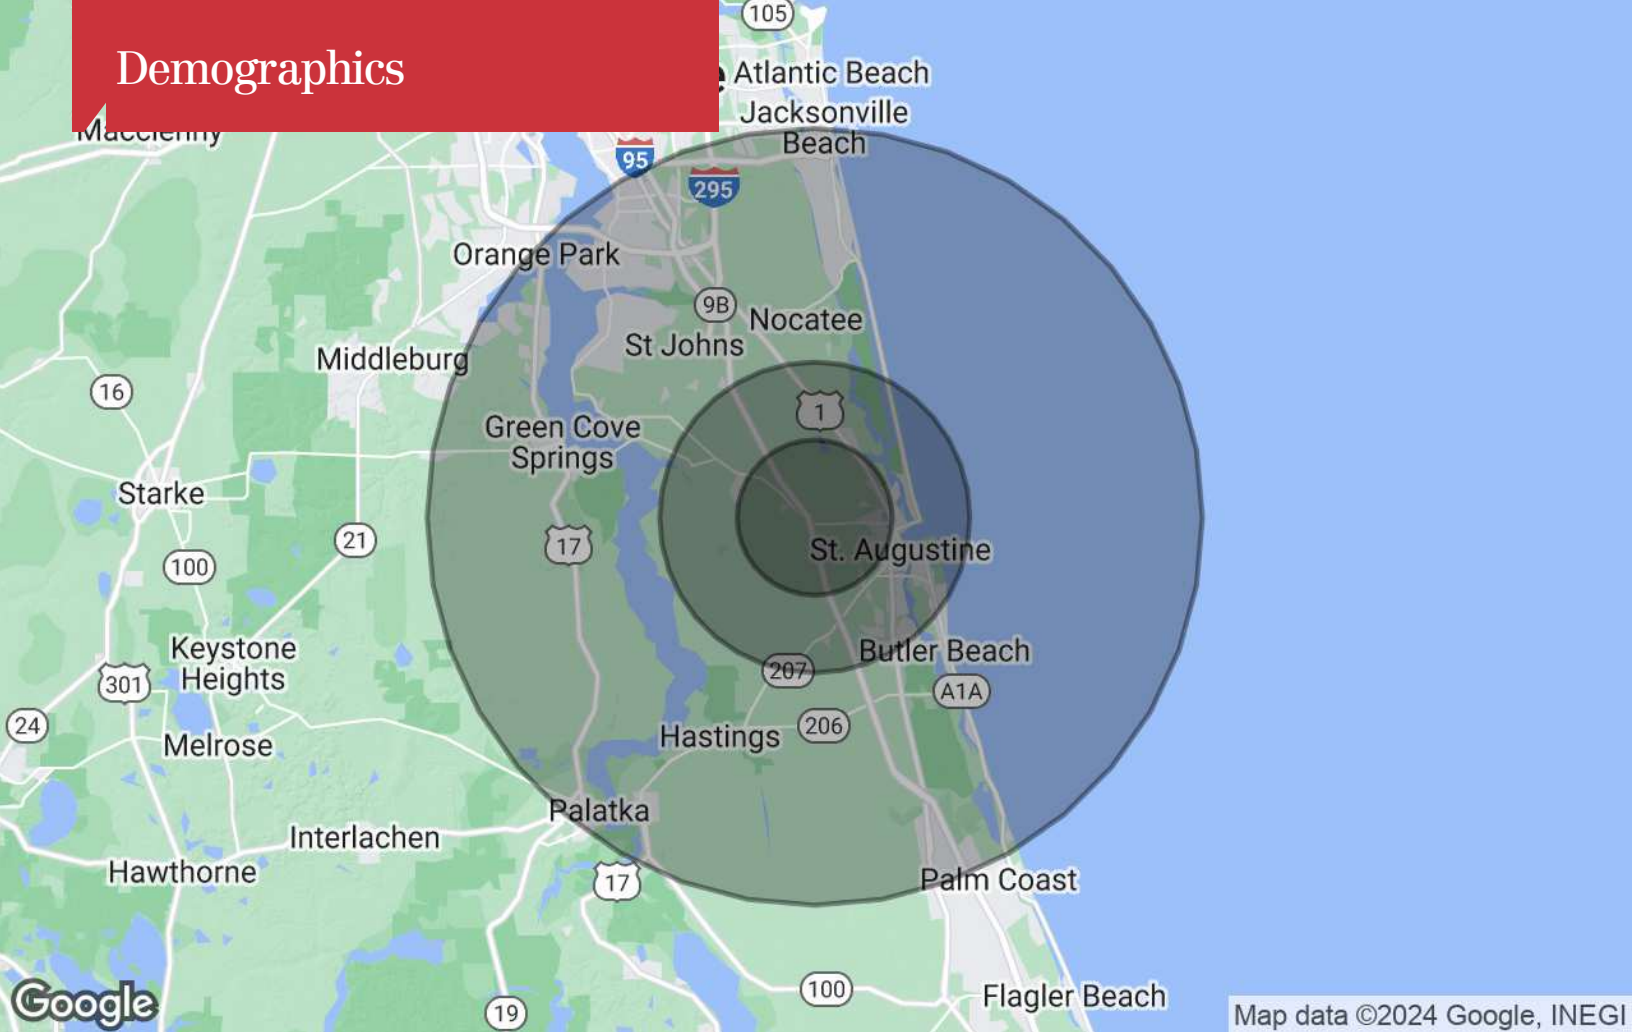 105
Demographics
Atlantic Beach
Jacksonville
Beach
Macclenny
95
295
Orange Park
9B
Nocatee
St Johns
Middleburg
16
1
Green Cove
Springs
Starke
21
17
St. Augustine
100
Keystone
Heights
Butler Beach
207
301
A1A
24
206
Hastings
Melrose
Palatka
Interlachen
Hawthorne
17
Palm Coast
100
Flagler Beach
Google
19
Map data ©2024 Google, INEGI